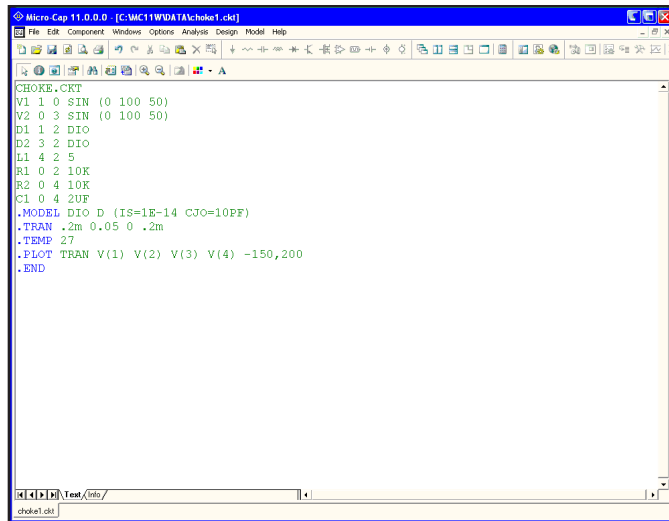 Micro-Cap 11.0.0.0 - [C:\MC11W\DATA\choke1.ckt]
File Edit Component Windows Options Analysis Design Model Help
CHOKE.CKT
V1 1 0 SIN (0 100 50)
V2 0 3 SIN (0 100 50)
D1 1 2 DIO
D2 3 2 DIO
L1 4 2 5
R1 0 2 10K
R2 0 4 10K
C1 0 4 2UF
.MODEL DIO D (IS=1E-14 CJO=10PF)
.TRAN .2m 0.05 0 .2m
.TEMP 27
.PLOT TRAN V(1) V(2) V(3) V(4) -150,200
.END
Text Info
choke1.ckt